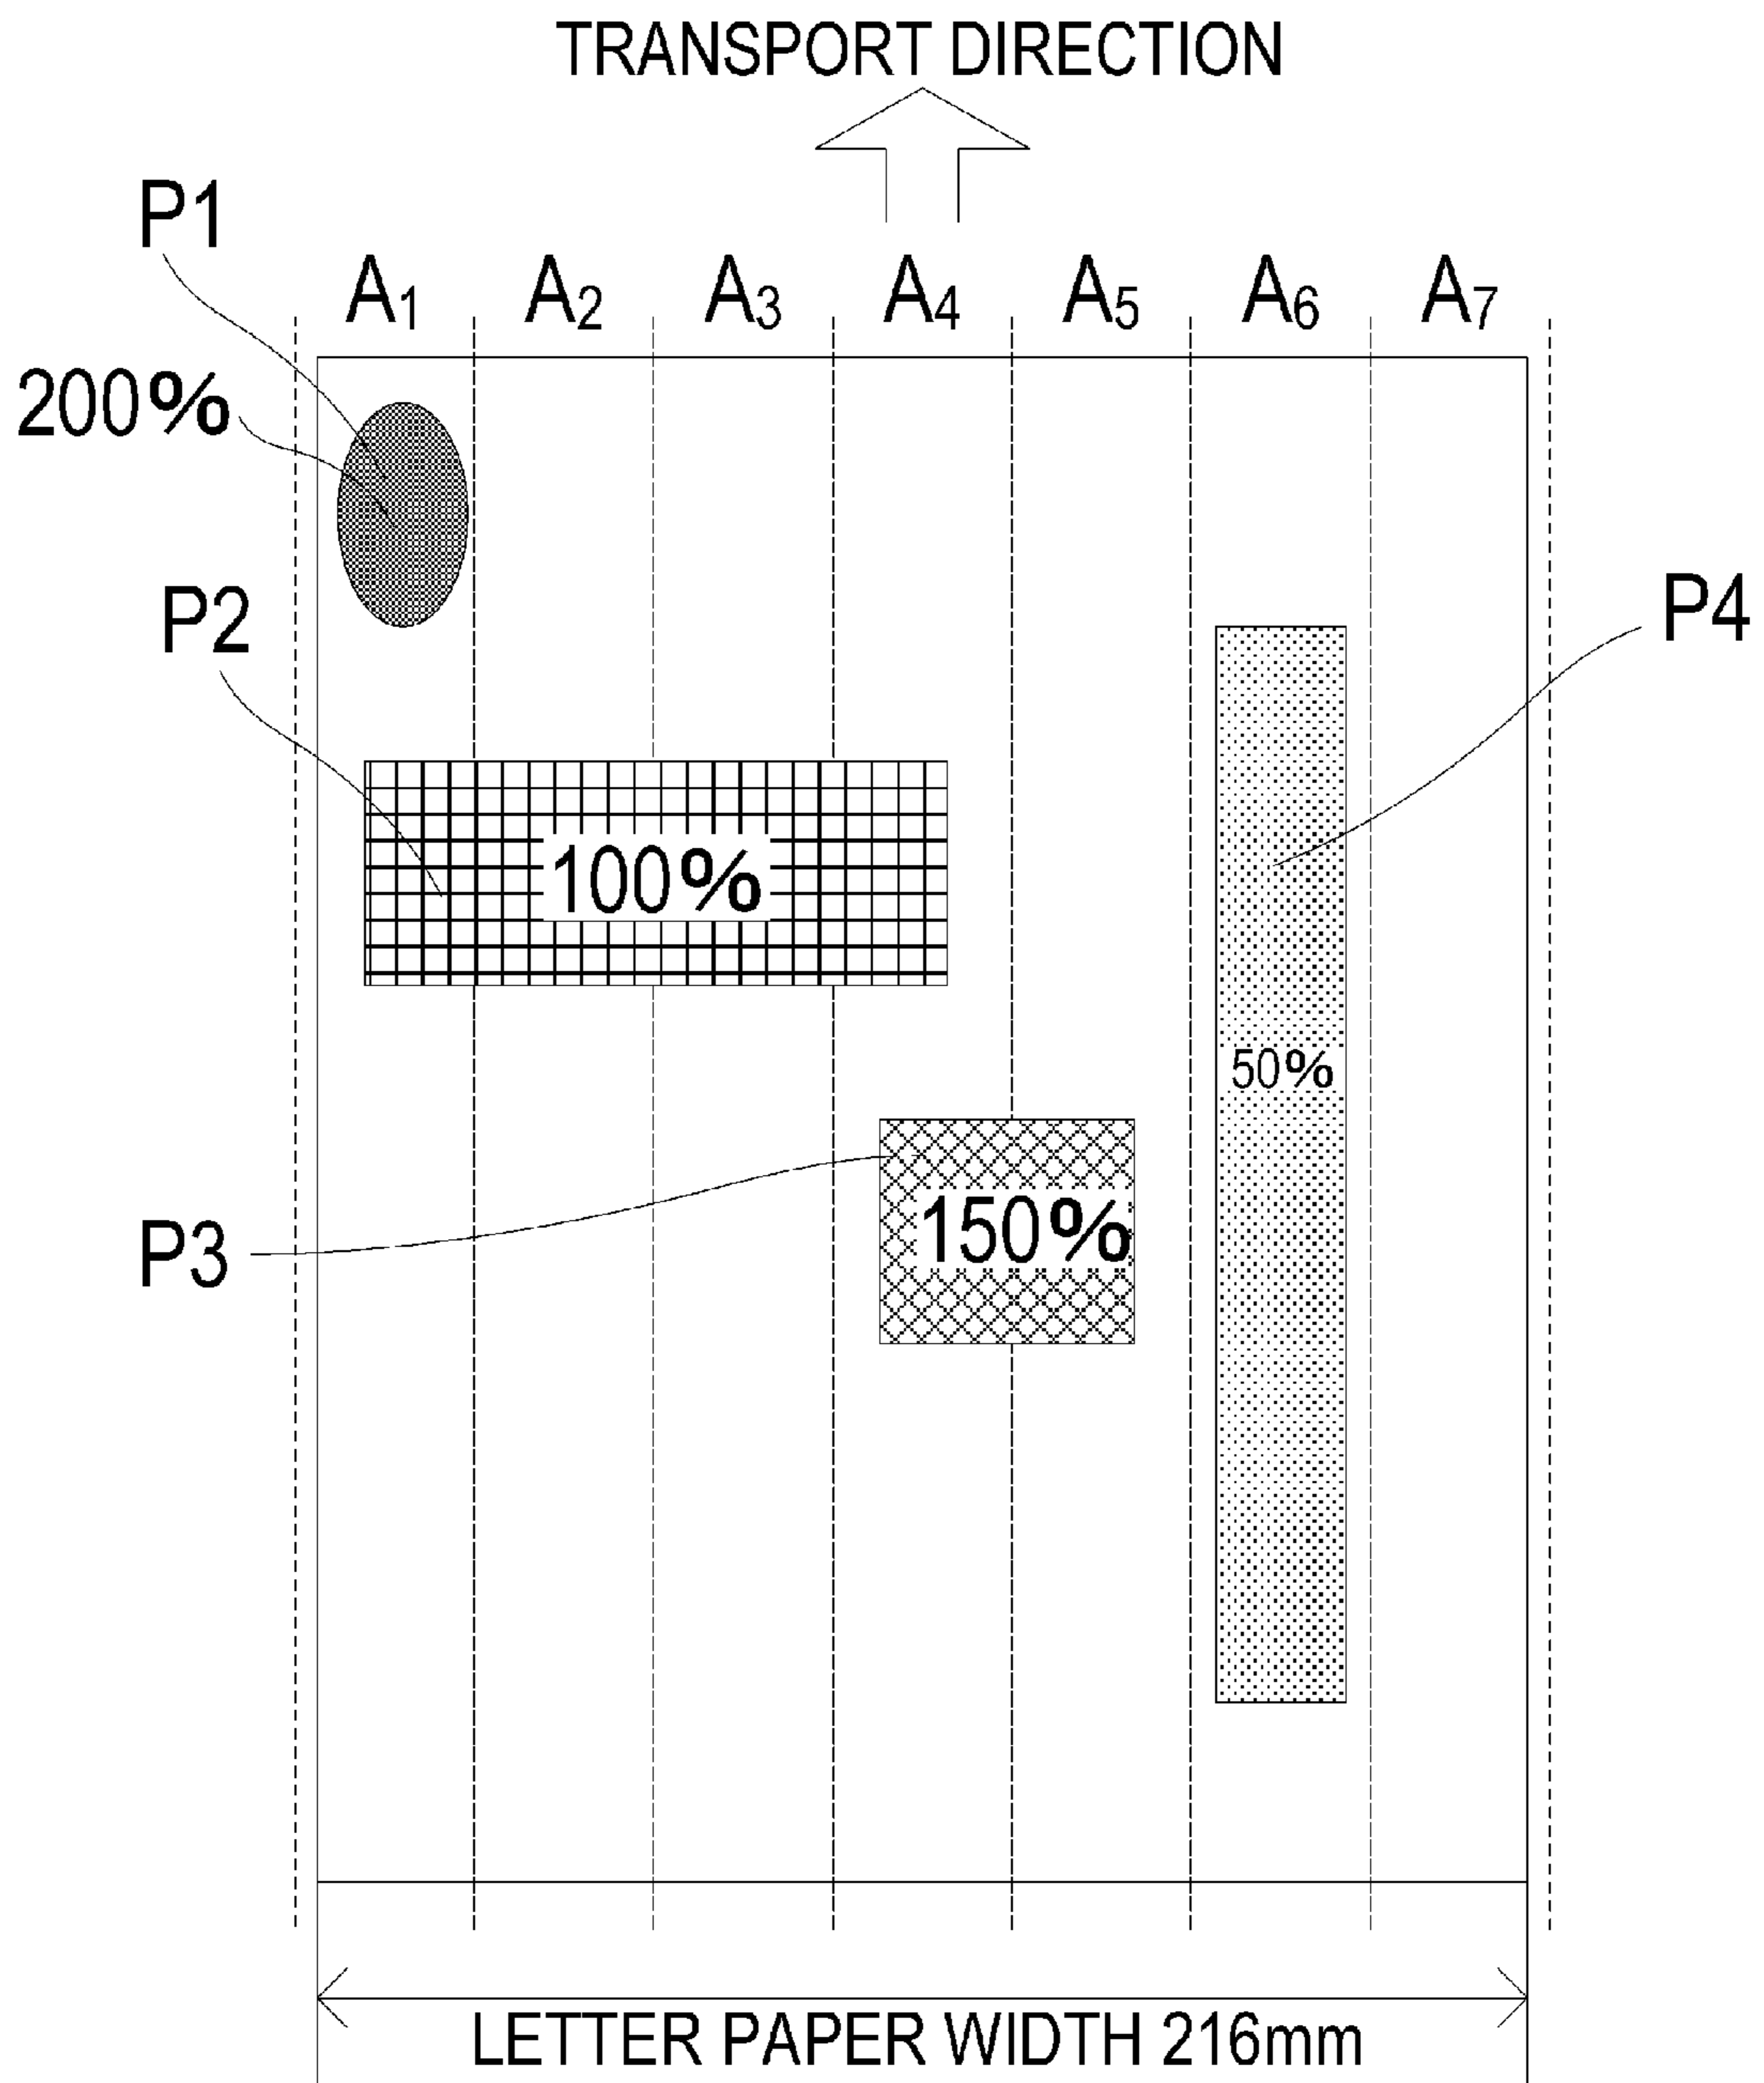 TRANSPORT DIRECTION
P1
A1 A2 A3 A4 A5 A6 A7
200%
P2
P4
100%
50%
150%
P3
LETTER PAPER WIDTH 216mm